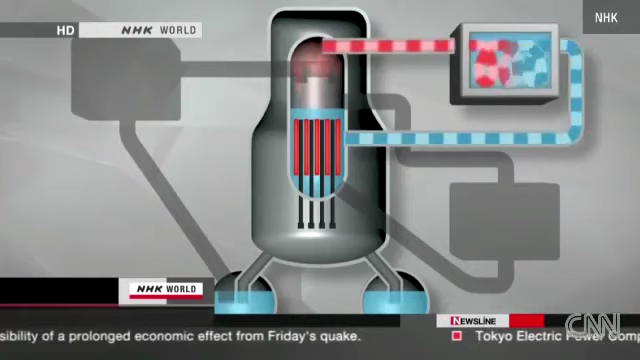 HD NHK WORLD
NHK
NHK WORLD
NEWSLINE
CNN
sibility of a prolonged economic effect from Friday's quake. Tokyo Electric Power Comp